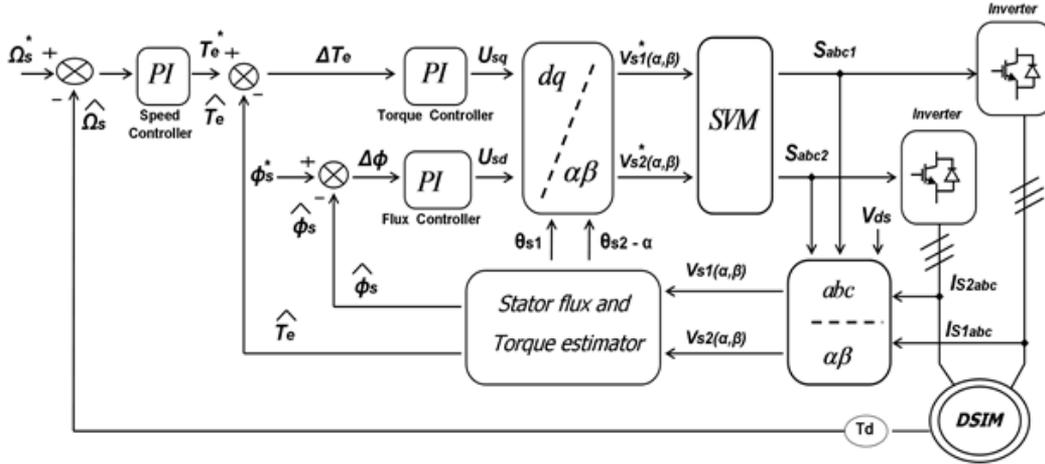 Inverter
Ωs* + Te* + ΔTe Usq Vs1(α,β)* Sabc1
PI PI dq SVM αβ
− Ω̂s Speed Controller T̂e − Torque Controller
Inverter
ϕs* + Δϕ PI Usd Vs2(α,β)* Sabc2
− ϕ̂s Flux Controller
θs1 θs2 - α Vds
ϕ̂s Stator flux and Vs1(α,β) abc IS2abc
T̂e Torque estimator Vs2(α,β) αβ IS1abc
Td DSIM